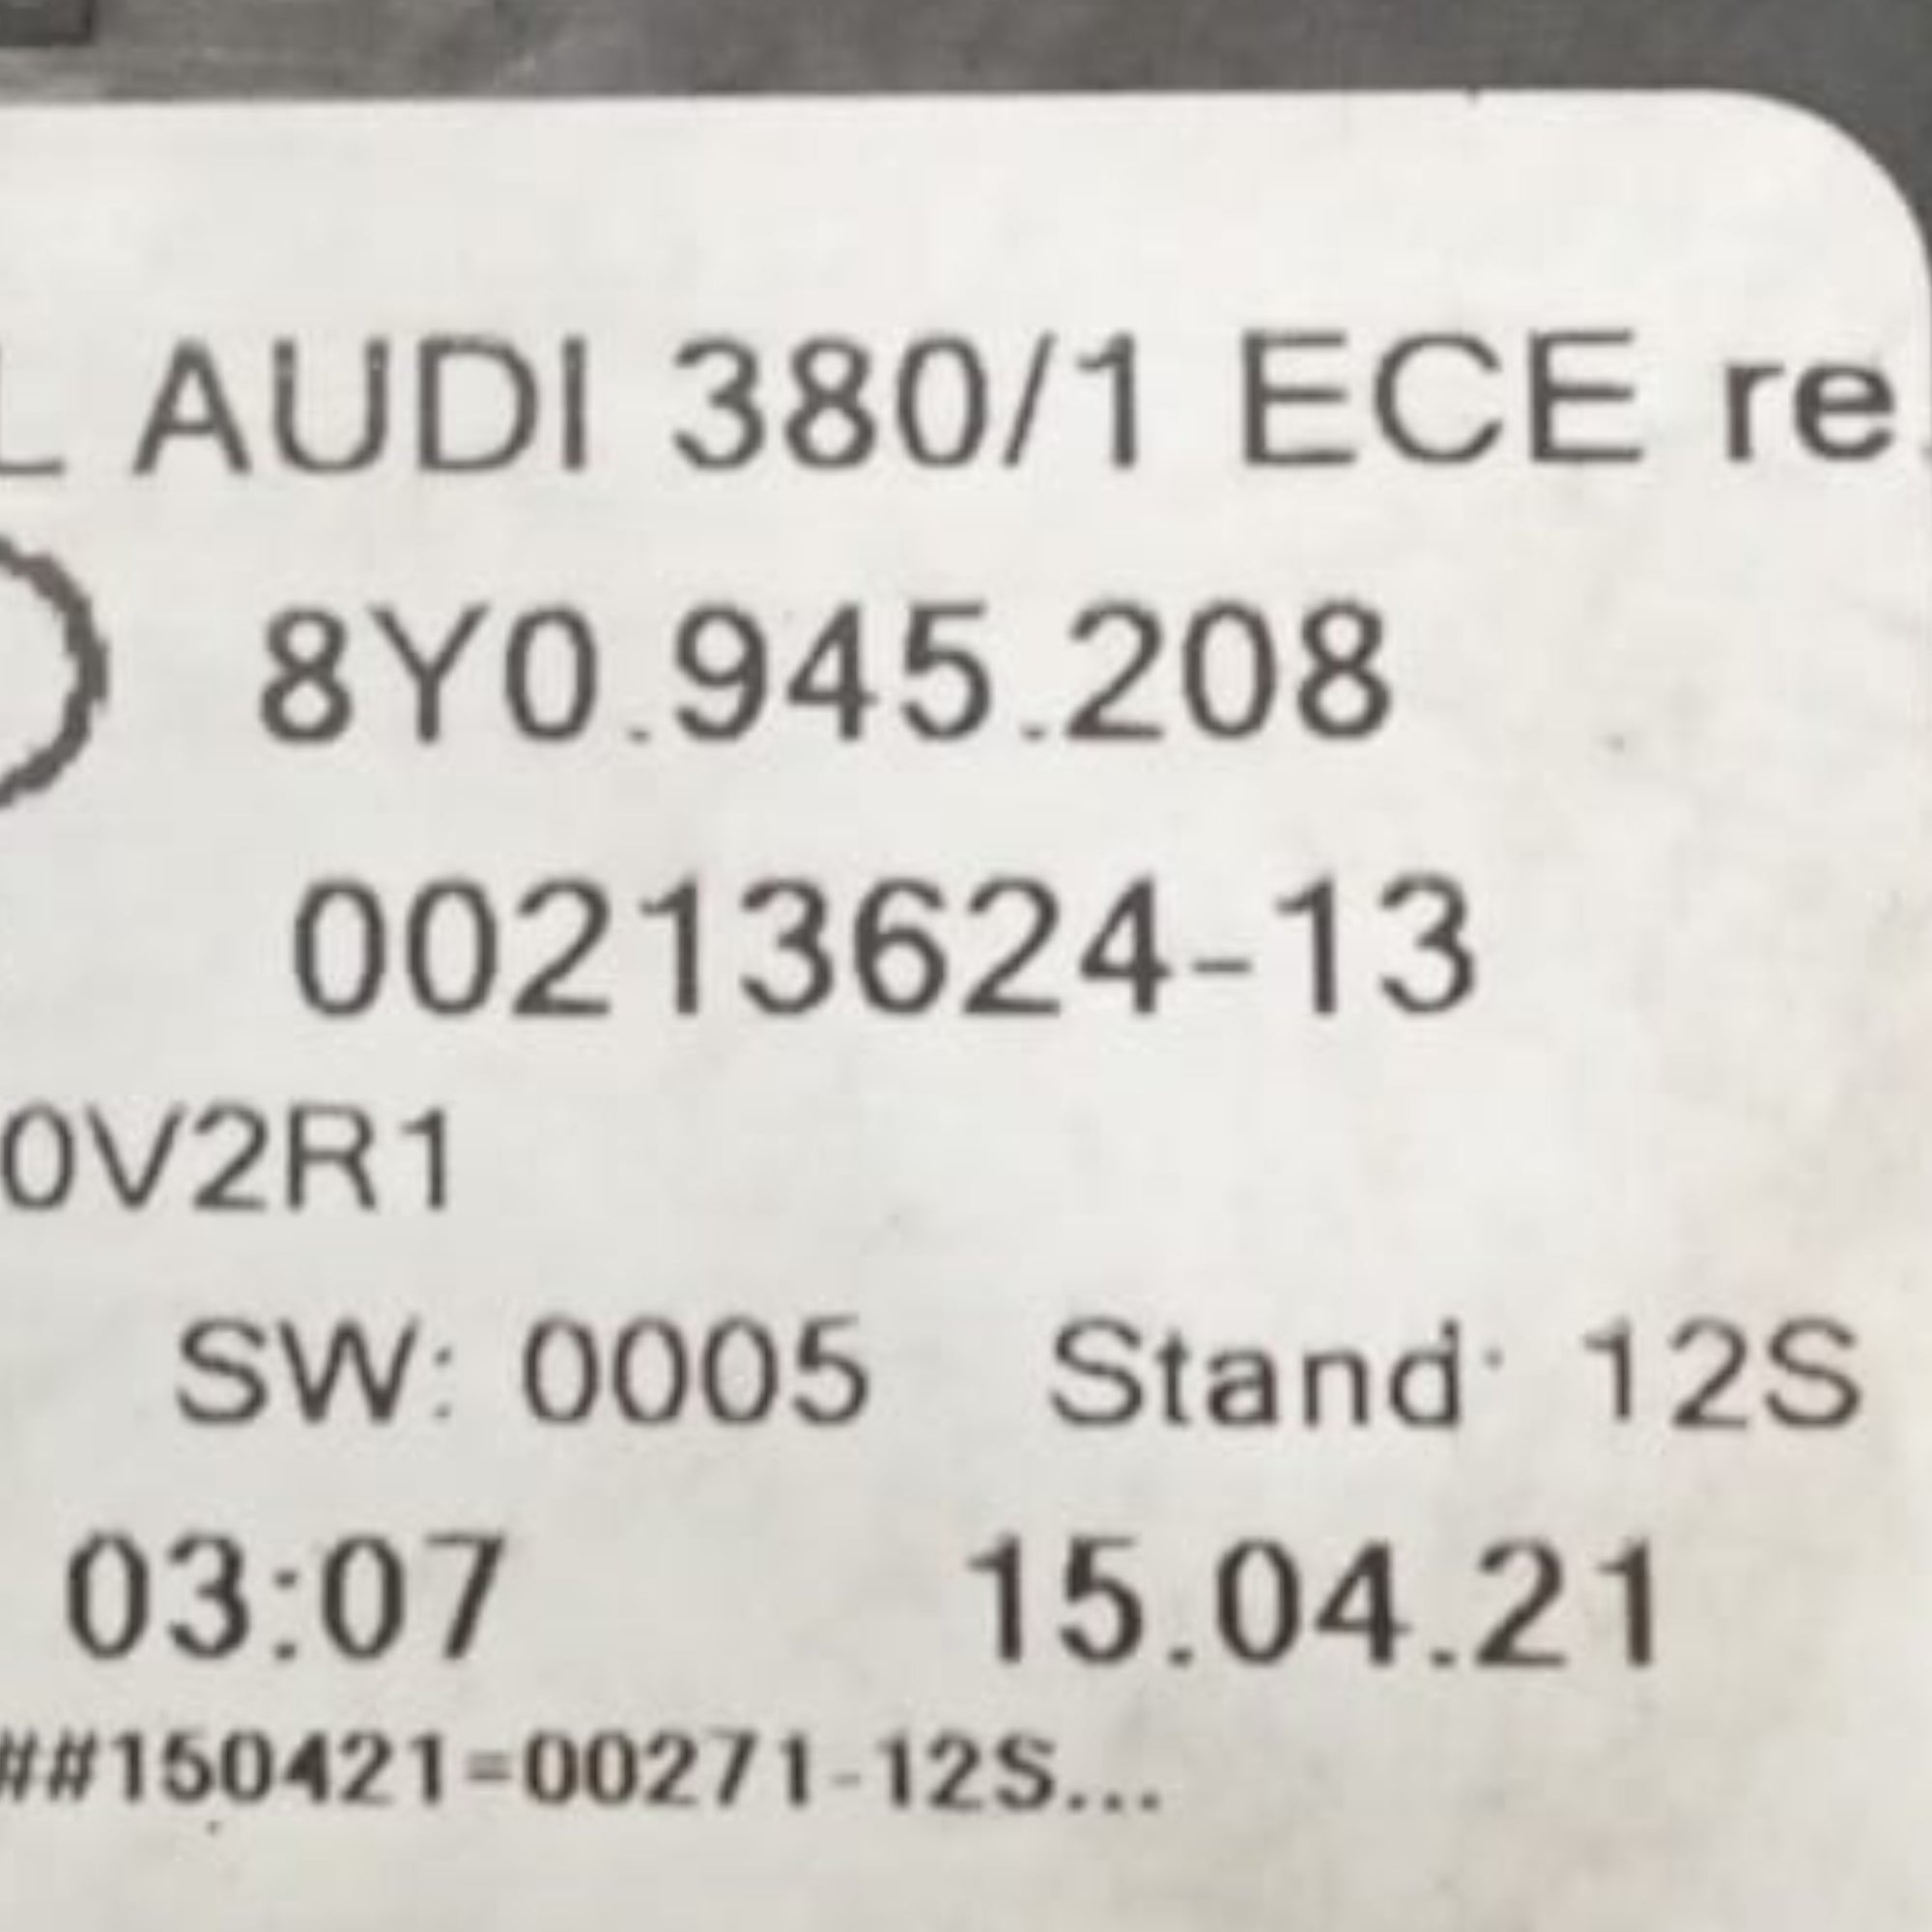 L AUDI 380/1 ECE re.
8Y0.945.208
00213624-13
0V2R1
SW: 0005 Stand: 12S
03:07 15.04.21
##150421=00271-12S...